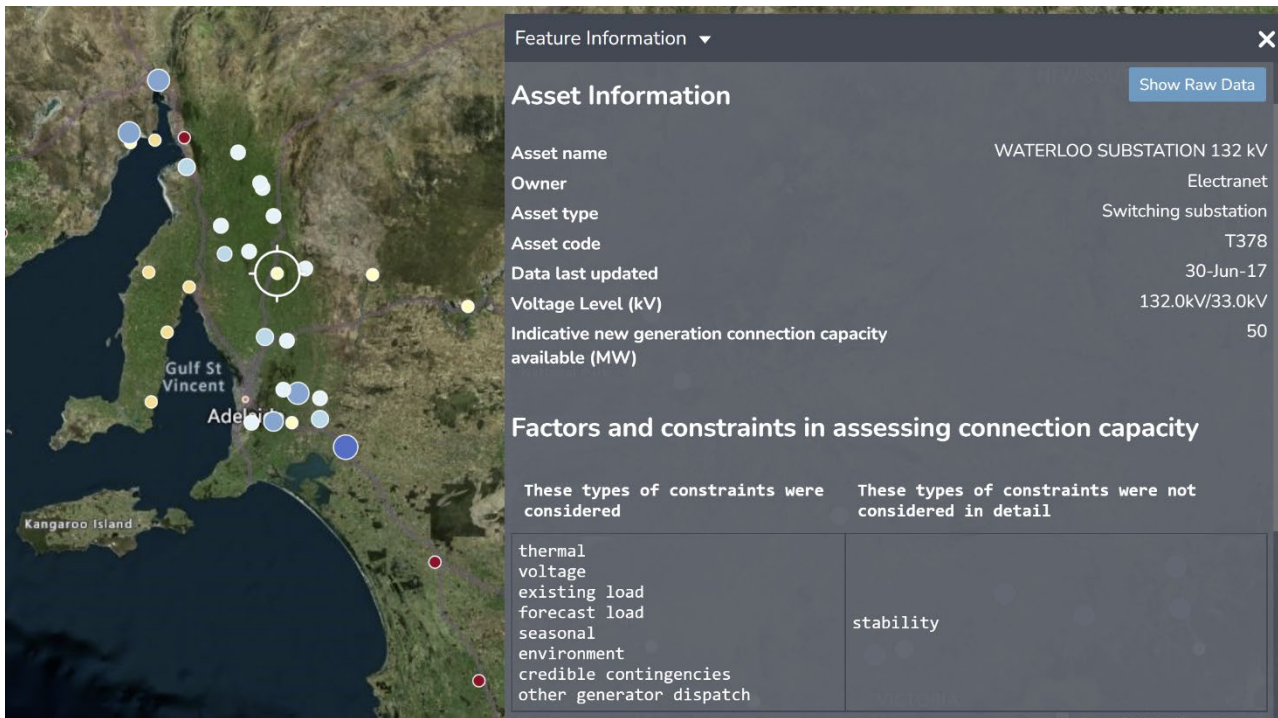 Feature Information
Asset Information
Show Raw Data
Asset name WATERLOO SUBSTATION 132 kV
Owner Electranet
Asset type Switching substation
Asset code T378
Data last updated 30-Jun-17
Voltage Level (kV) 132.0kV/33.0kV
Indicative new generation connection capacity 50
available (MW)
Factors and constraints in assessing connection capacity
These types of constraints were
considered
These types of constraints were not
considered in detail
thermal
voltage
existing load
forecast load
seasonal
environment
credible contingencies
other generator dispatch
stability
Gulf St
Vincent
Kangaroo Island